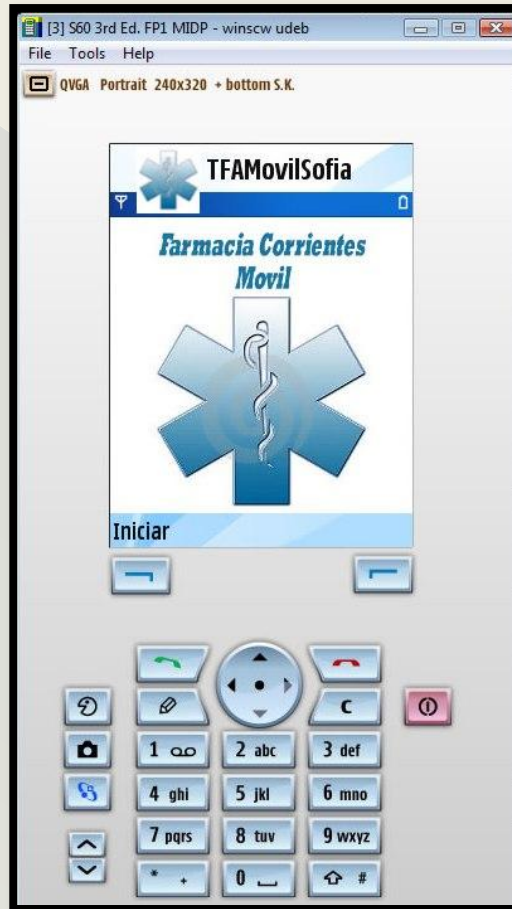 [3] S60 3rd Ed. FP1 MIDP - winscw udeb
File Tools Help
QVGA Portrait 240x320 + bottom S.K.
TFAMovilSofia
Farmacia Corrientes
Movil
Iniciar
C
1 2 abc 3 def
4 ghi 5 jkl 6 mno
7 pqrs 8 tuv 9 wxyz
* + 0 #